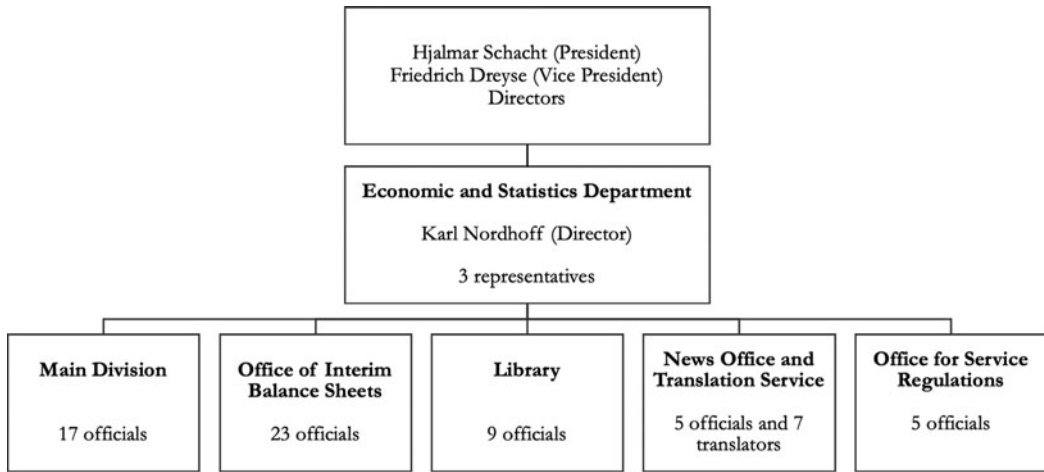 Hjalmar Schacht (President)
Friedrich Dreyse (Vice President)
Directors
Economic and Statistics Department
Karl Nordhoff (Director)
3 representatives
Main Division
17 officials
Office of Interim
Balance Sheets
23 officials
Library
9 officials
News Office and
Translation Service
5 officials and 7
translators
Office for Service
Regulations
5 officials